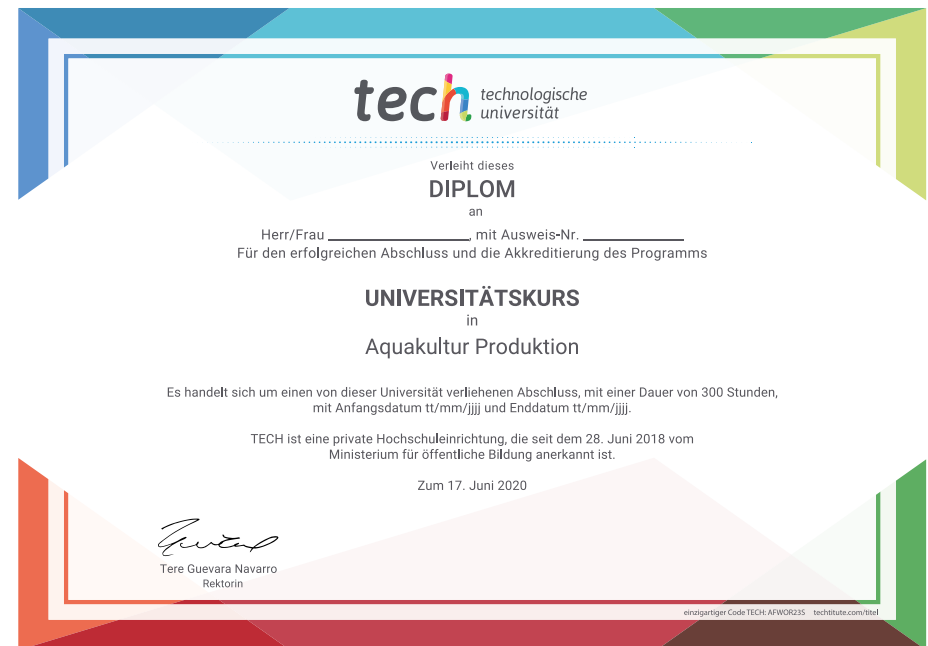 tech technologische
universität
Verleiht dieses
DIPLOM
an
Herr/Frau ____________________, mit Ausweis-Nr. ______________
Für den erfolgreichen Abschluss und die Akkreditierung des Programms
UNIVERSITÄTSKURS
in
Aquakultur Produktion
Es handelt sich um einen von dieser Universität verliehenen Abschluss, mit einer Dauer von 300 Stunden,
mit Anfangsdatum tt/mm/jjjj und Enddatum tt/mm/jjjj.
TECH ist eine private Hochschuleinrichtung, die seit dem 28. Juni 2018 vom
Ministerium für öffentliche Bildung anerkannt ist.
Zum 17. Juni 2020
Tere Guevara Navarro
Rektorin
einzigartiger Code TECH: AFWOR23S techtitute.com/titel